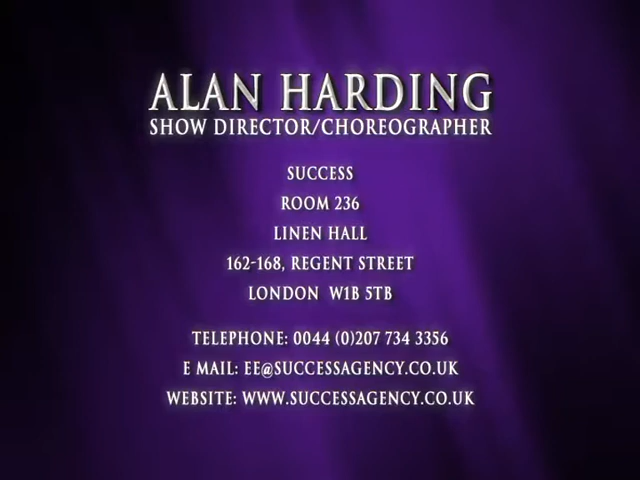 ALAN HARDING
SHOW DIRECTOR/CHOREOGRAPHER
SUCCESS
ROOM 236
LINEN HALL
162-168, REGENT STREET
LONDON W1B 5TB
TELEPHONE: 0044 (0)207 734 3356
E MAIL: EE@SUCCESSAGENCY.CO.UK
WEBSITE: WWW.SUCCESSAGENCY.CO.UK